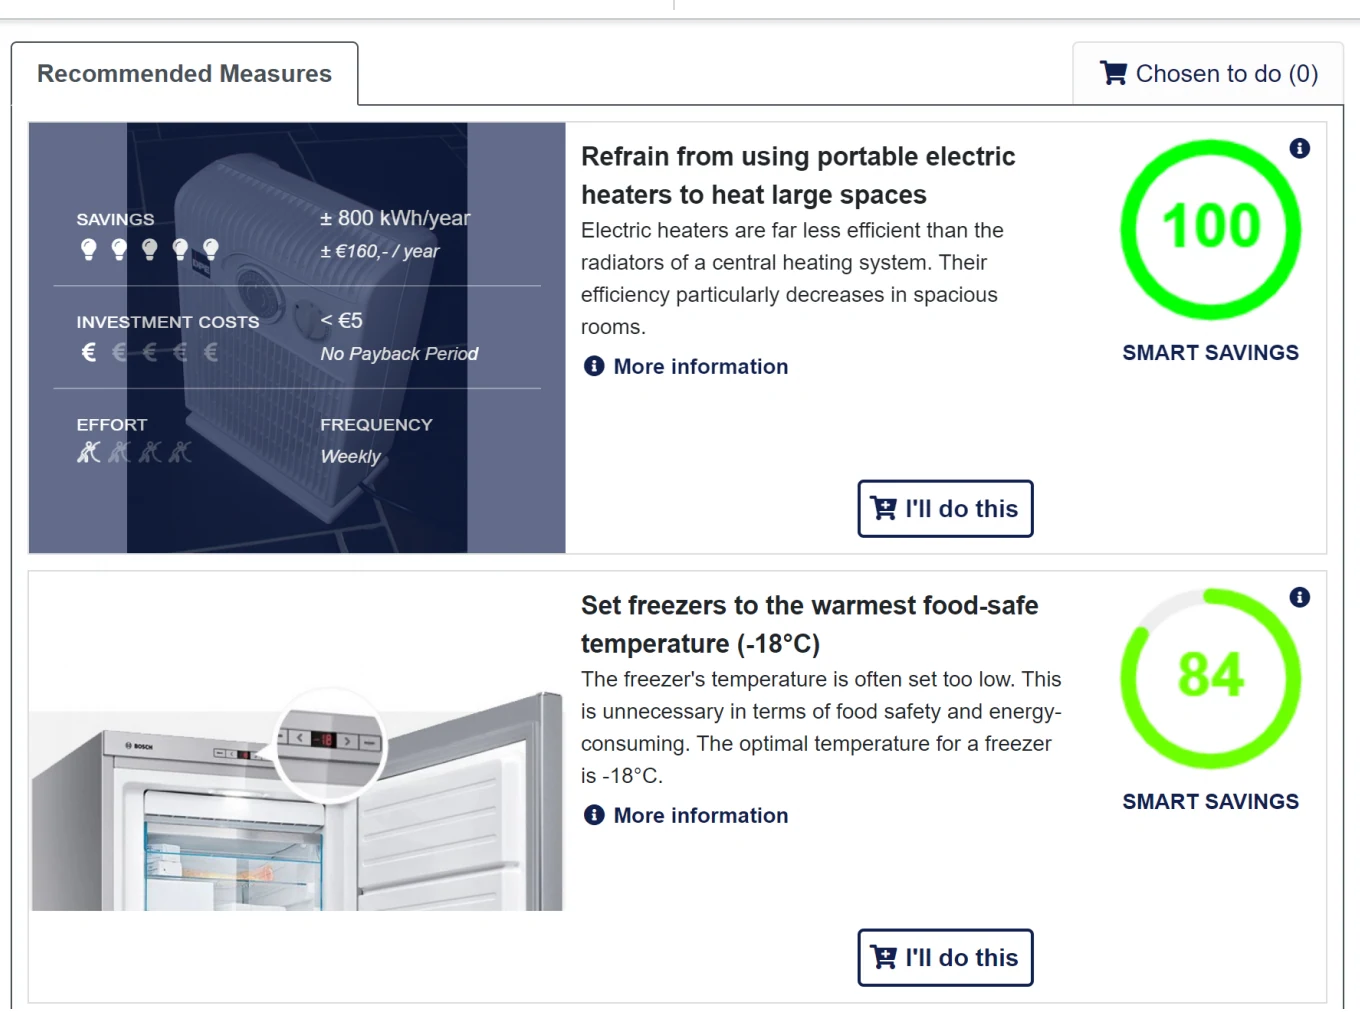 Recommended Measures
Chosen to do (0)
SAVINGS
± 800 kWh/year
± €160,- / year
INVESTMENT COSTS
< €5
No Payback Period
EFFORT
FREQUENCY
Weekly
Refrain from using portable electric
heaters to heat large spaces
Electric heaters are far less efficient than the
radiators of a central heating system. Their
efficiency particularly decreases in spacious
rooms.
More information
I'll do this
100
SMART SAVINGS
BOSCH
-18
Set freezers to the warmest food-safe
temperature (-18°C)
The freezer's temperature is often set too low. This
is unnecessary in terms of food safety and energy-
consuming. The optimal temperature for a freezer
is -18°C.
More information
I'll do this
84
SMART SAVINGS